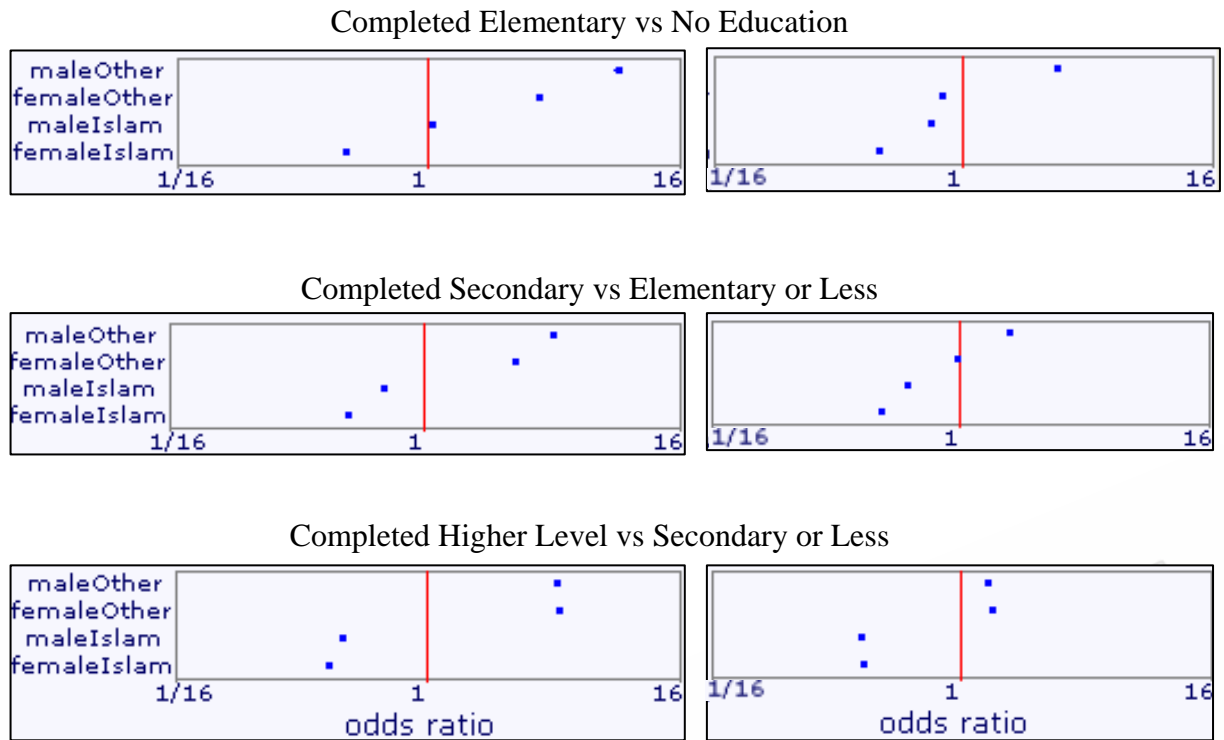 Completed Elementary vs No Education
maleOther
femaleOther
maleIslam
femaleIslam
1/16 1 16
1/16 1 16
Completed Secondary vs Elementary or Less
maleOther
femaleOther
maleIslam
femaleIslam
1/16 1 16
1/16 1 16
Completed Higher Level vs Secondary or Less
maleOther
femaleOther
maleIslam
femaleIslam
1/16 1 16
odds ratio
1/16 1 16
odds ratio